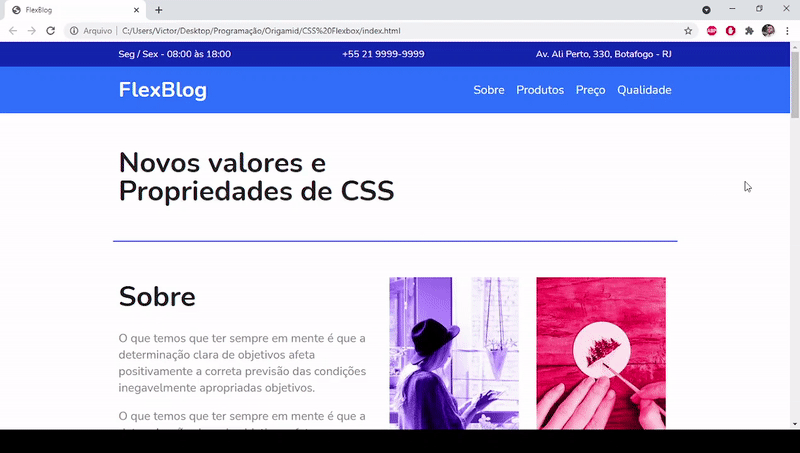 FlexBlog
Arquivo
C:/Users/Victor/Desktop/Programação/Origamid/CSS%20Flexbox/index.html
ABP
Seg / Sex - 08:00 às 18:00
+55 21 9999-9999
Av. Ali Perto, 330, Botafogo - RJ
FlexBlog
Sobre
Produtos
Preço
Qualidade
Novos valores e
Propriedades de CSS
Sobre
O que temos que ter sempre em mente é que a
determinação clara de objetivos afeta
positivamente a correta previsão das condições
inegavelmente apropriadas objetivos.
O que temos que ter sempre em mente é que a